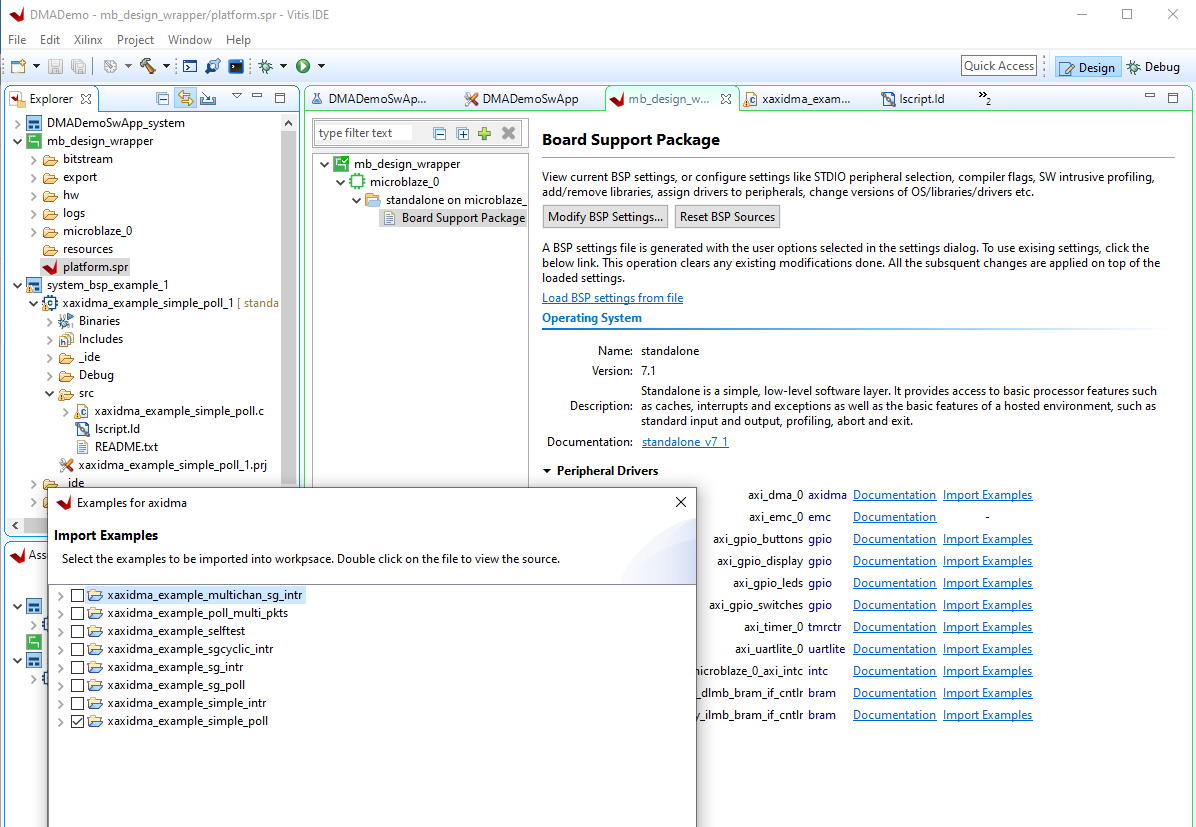 DMADemo - mb_design_wrapper/platform.spr - Vitis IDE
File Edit Xilinx Project Window Help
Quick Access
Design
Debug
Explorer
DMADemoSwApp_system
mb_design_wrapper
bitstream
export
hw
logs
microblaze_0
resources
platform.spr
system_bsp_example_1
xaxidma_example_simple_poll_1 [ standa
Binaries
Includes
_ide
Debug
src
xaxidma_example_simple_poll.c
lscript.ld
README.txt
xaxidma_example_simple_poll_1.prj
_ide
Ass
DMADemoSwAp... DMADemoSwApp mb_design_w... xaxidma_exam... lscript.ld »2
type filter text
mb_design_wrapper
microblaze_0
standalone on microblaze_
Board Support Package
Board Support Package
View current BSP settings, or configure settings like STDIO peripheral selection, compiler flags, SW intrusive profiling,
add/remove libraries, assign drivers to peripherals, change versions of OS/libraries/drivers etc.
Modify BSP Settings... Reset BSP Sources
A BSP settings file is generated with the user options selected in the settings dialog. To use exising settings, click the
below link. This operation clears any existing modifications done. All the subsquent changes are applied on top of the
loaded settings.
Load BSP settings from file
Operating System
Name: standalone
Version: 7.1
Description: Standalone is a simple, low-level software layer. It provides access to basic processor features such
as caches, interrupts and exceptions as well as the basic features of a hosted environment, such as
standard input and output, profiling, abort and exit.
Documentation: standalone_v7_1
Peripheral Drivers
axi_dma_0 axidma Documentation Import Examples
axi_emc_0 emc Documentation -
axi_gpio_buttons gpio Documentation Import Examples
axi_gpio_display gpio Documentation Import Examples
axi_gpio_leds gpio Documentation Import Examples
axi_gpio_switches gpio Documentation Import Examples
axi_timer_0 tmrctr Documentation Import Examples
axi_uartlite_0 uartlite Documentation Import Examples
nicroblaze_0_axi_intc intc Documentation Import Examples
_dlmb_bram_if_cntlr bram Documentation Import Examples
y_ilmb_bram_if_cntlr bram Documentation Import Examples
Examples for axidma
Import Examples
Select the examples to be imported into workpsace. Double click on the file to view the source.
xaxidma_example_multichan_sg_intr
xaxidma_example_poll_multi_pkts
xaxidma_example_selftest
xaxidma_example_sgcyclic_intr
xaxidma_example_sg_intr
xaxidma_example_sg_poll
xaxidma_example_simple_intr
xaxidma_example_simple_poll